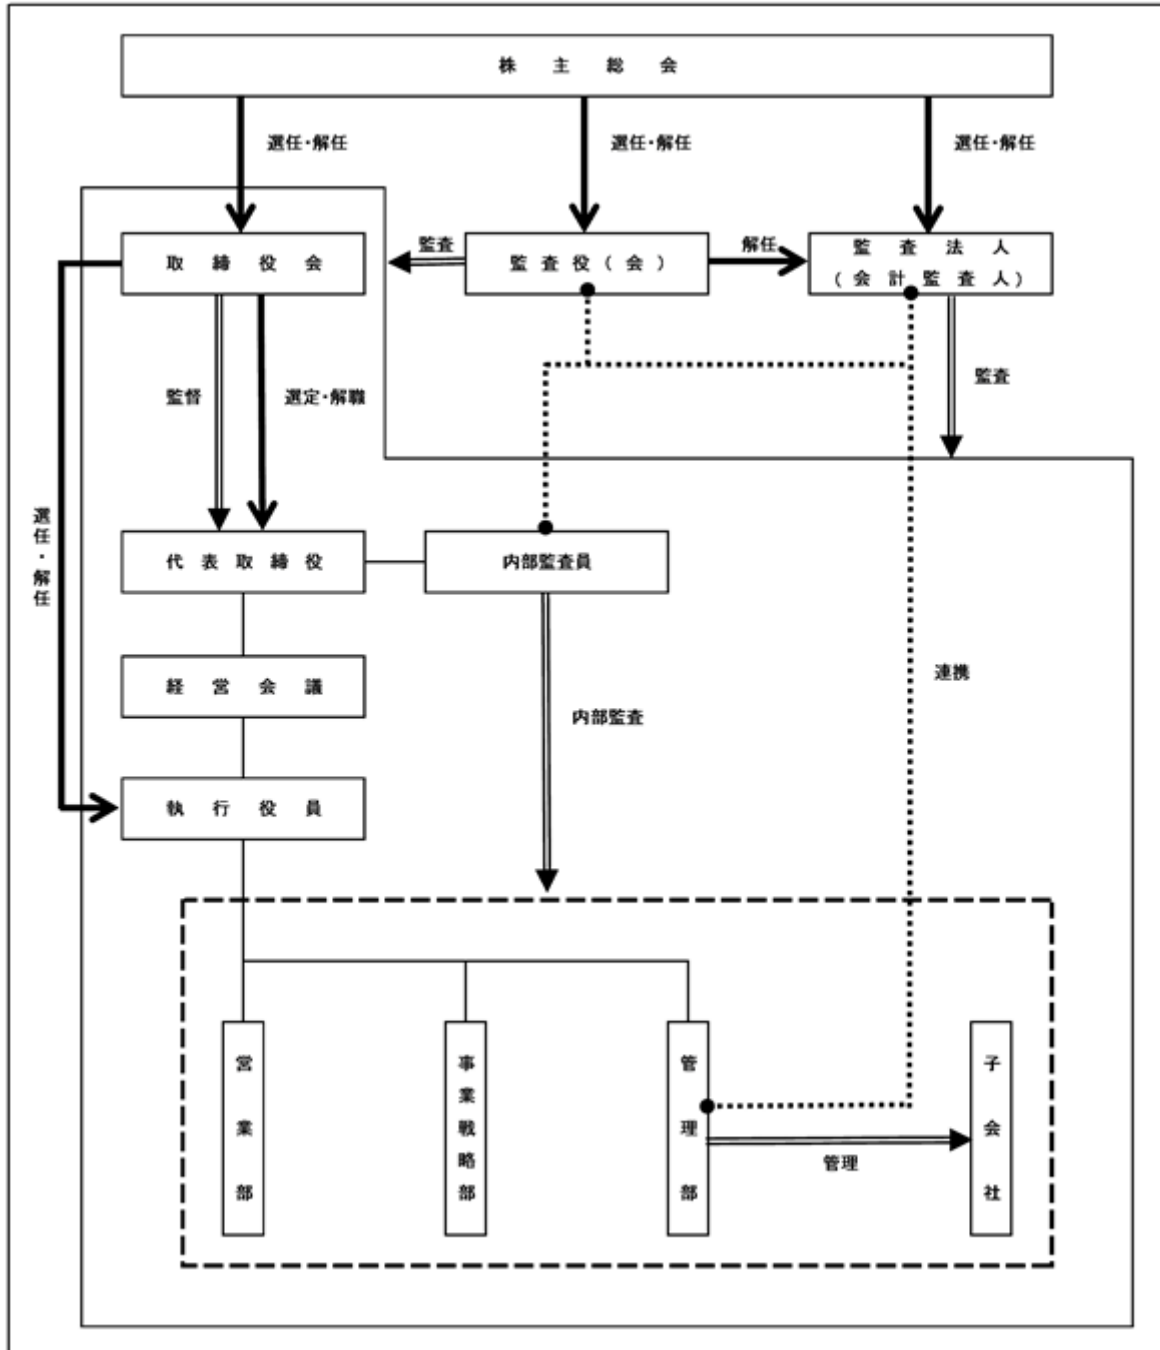 株主総会
選任・解任
選任・解任
選任・解任
取締役会
監査
監査役(会)
解任
監査法人
(会計監査人)
監督
選定・解職
監査
選任・解任
代表取締役
内部監査員
経営会議
内部監査
連携
執行役員
営業部
事業戦略部
管理部
子会社
管理